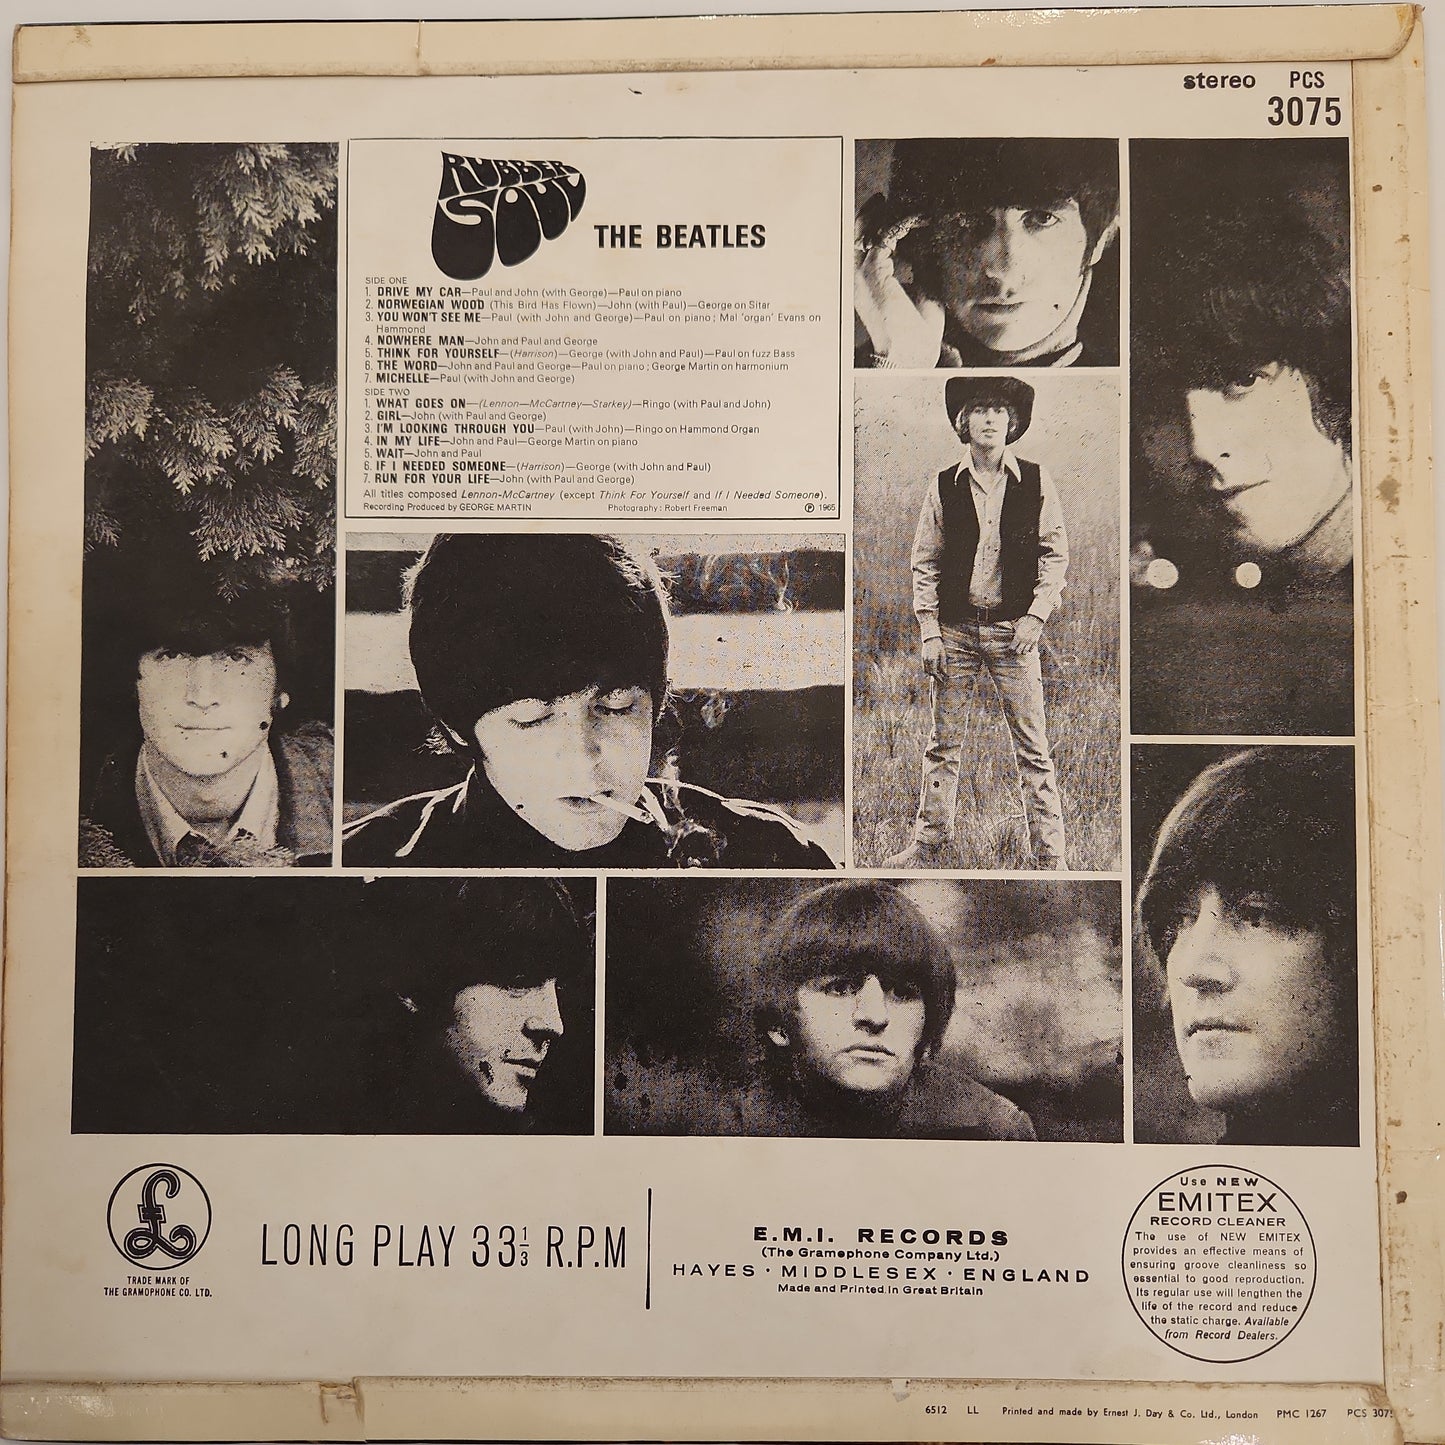 stereo PCS
3075
RUBBER
SOUL
THE BEATLES
SIDE ONE
1. DRIVE MY CAR—Paul and John (with George)—Paul on piano
2. NORWEGIAN WOOD (This Bird Has Flown)—John (with Paul)—George on Sitar
3. YOU WON'T SEE ME—Paul (with John and George)—Paul on piano; Mal 'organ' Evans on
Hammond
4. NOWHERE MAN—John and Paul and George
5. THINK FOR YOURSELF—(Harrison)—George (with John and Paul)—Paul on fuzz Bass
6. THE WORD—John and Paul and George—Paul on piano; George Martin on harmonium
7. MICHELLE—Paul (with John and George)
SIDE TWO
1. WHAT GOES ON—(Lennon—McCartney—Starkey)—Ringo (with Paul and John)
2. GIRL—John (with Paul and George)
3. I'M LOOKING THROUGH YOU—Paul (with John)—Ringo on Hammond Organ
4. IN MY LIFE—John and Paul—George Martin on piano
5. WAIT—John and Paul
6. IF I NEEDED SOMEONE—(Harrison)—George (with John and Paul)
7. RUN FOR YOUR LIFE—John (with Paul and George)
All titles composed Lennon-McCartney (except Think For Yourself and If I Needed Someone).
Recording Produced by GEORGE MARTIN Photography: Robert Freeman ℗ 1965
£
TRADE MARK OF
THE GRAMOPHONE CO. LTD.
LONG PLAY 33⅓ R.P.M
E.M.I. RECORDS
(The Gramophone Company Ltd.)
HAYES · MIDDLESEX · ENGLAND
Made and Printed in Great Britain
Use NEW
EMITEX
RECORD CLEANER
The use of NEW EMITEX
provides an effective means of
ensuring groove cleanliness so
essential to good reproduction.
Its regular use will lengthen the
life of the record and reduce
the static charge. Available
from Record Dealers.
6512 LL Printed and made by Ernest J. Day & Co. Ltd., London PMC 1267 PCS 3075